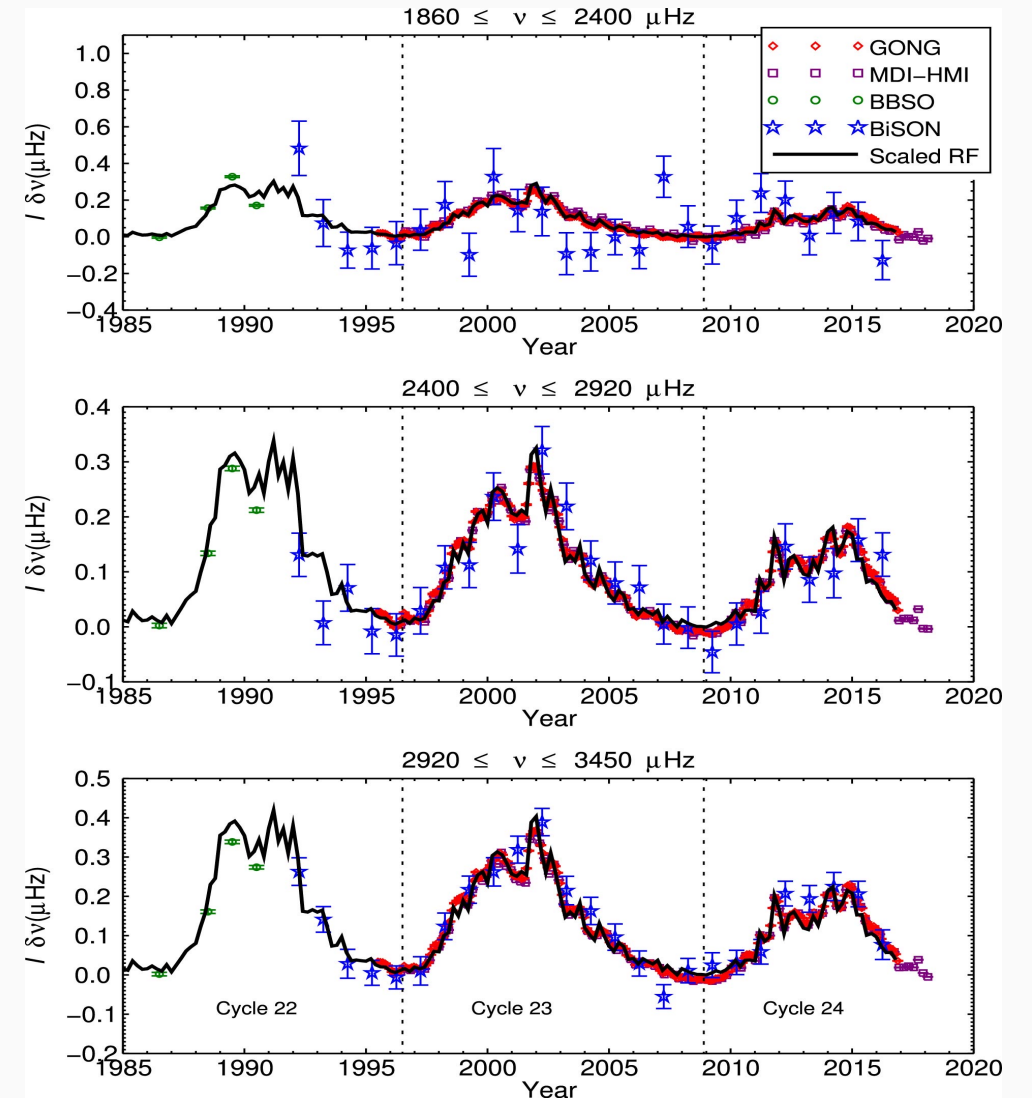 1860 ≤ ν ≤ 2400 μHz
GONG
MDI−HMI
BBSO
BiSON
Scaled RF
I δν(μHz)
1.0
0.8
0.6
0.4
0.2
0.0
−0.2
−0.4
1985 1990 1995 2000 2005 2010 2015 2020
Year
2400 ≤ ν ≤ 2920 μHz
I δν(μHz)
0.4
0.3
0.2
0.1
0.0
−0.1
1985 1990 1995 2000 2005 2010 2015 2020
Year
2920 ≤ ν ≤ 3450 μHz
I δν(μHz)
0.5
0.4
0.3
0.2
0.1
0.0
−0.1
−0.2
Cycle 22 Cycle 23 Cycle 24
1985 1990 1995 2000 2005 2010 2015 2020
Year